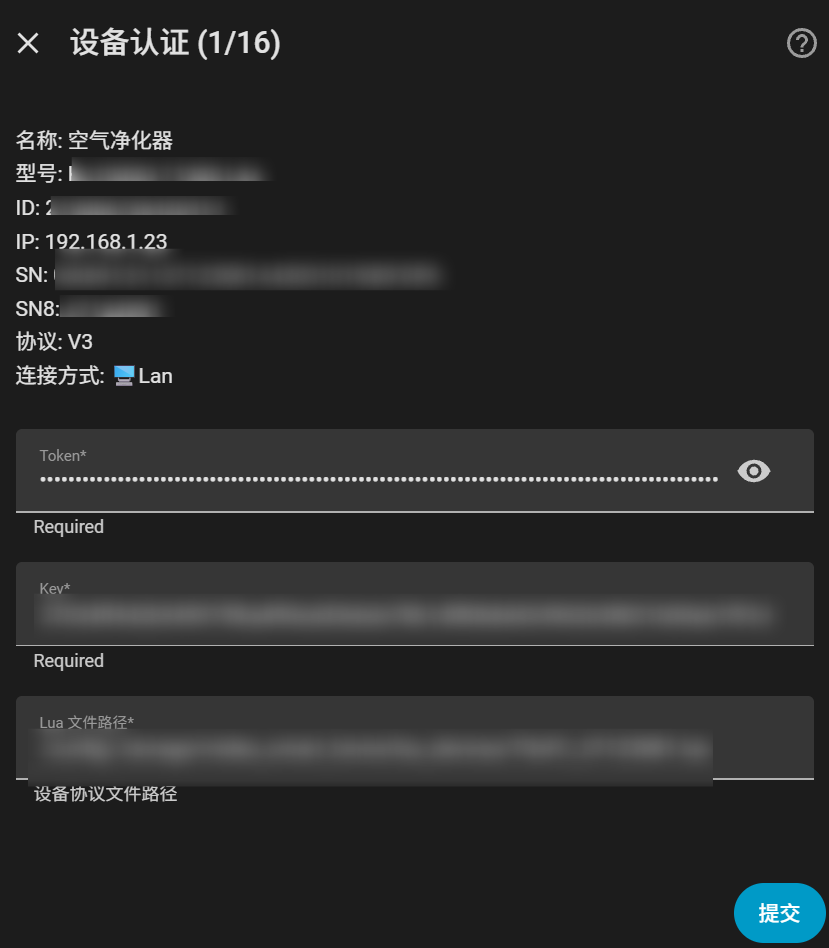 设备认证 (1/16)
名称: 空气净化器
型号:
ID: 2
IP: 192.168.1.23
SN:
SN8:
协议: V3
连接方式: Lan
Token*
Required
Key*
Required
Lua 文件路径*
设备协议文件路径
提交